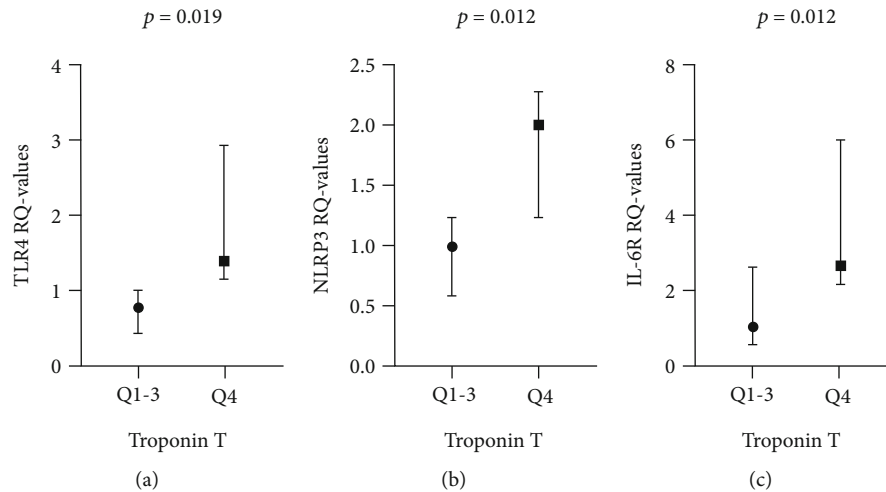 p = 0.019
TLR4 RQ-values
4
3
2
1
0
Q1-3 Q4
Troponin T
(a)
p = 0.012
NLRP3 RQ-values
2.5
2.0
1.5
1.0
0.5
0.0
Q1-3 Q4
Troponin T
(b)
p = 0.012
IL-6R RQ-values
8
6
4
2
0
Q1-3 Q4
Troponin T
(c)